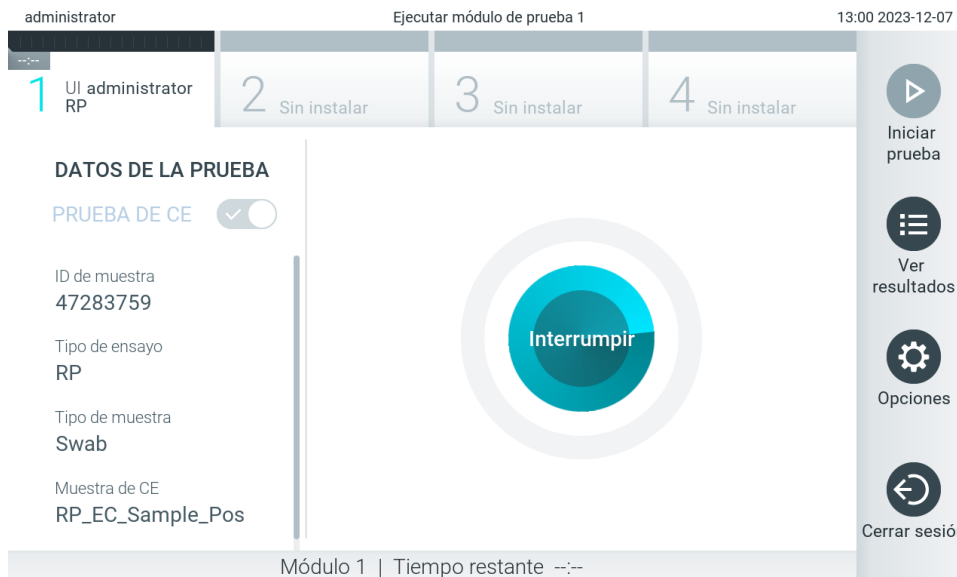 administrator
Ejecutar módulo de prueba 1
13:00 2023-12-07
--:--
1 UI administrator
RP
2 Sin instalar
3 Sin instalar
4 Sin instalar
Iniciar
prueba
DATOS DE LA PRUEBA
PRUEBA DE CE
ID de muestra
47283759
Tipo de ensayo
RP
Tipo de muestra
Swab
Muestra de CE
RP_EC_Sample_Pos
Interrumpir
Ver
resultados
Opciones
Cerrar sesió
Módulo 1 | Tiempo restante --:--